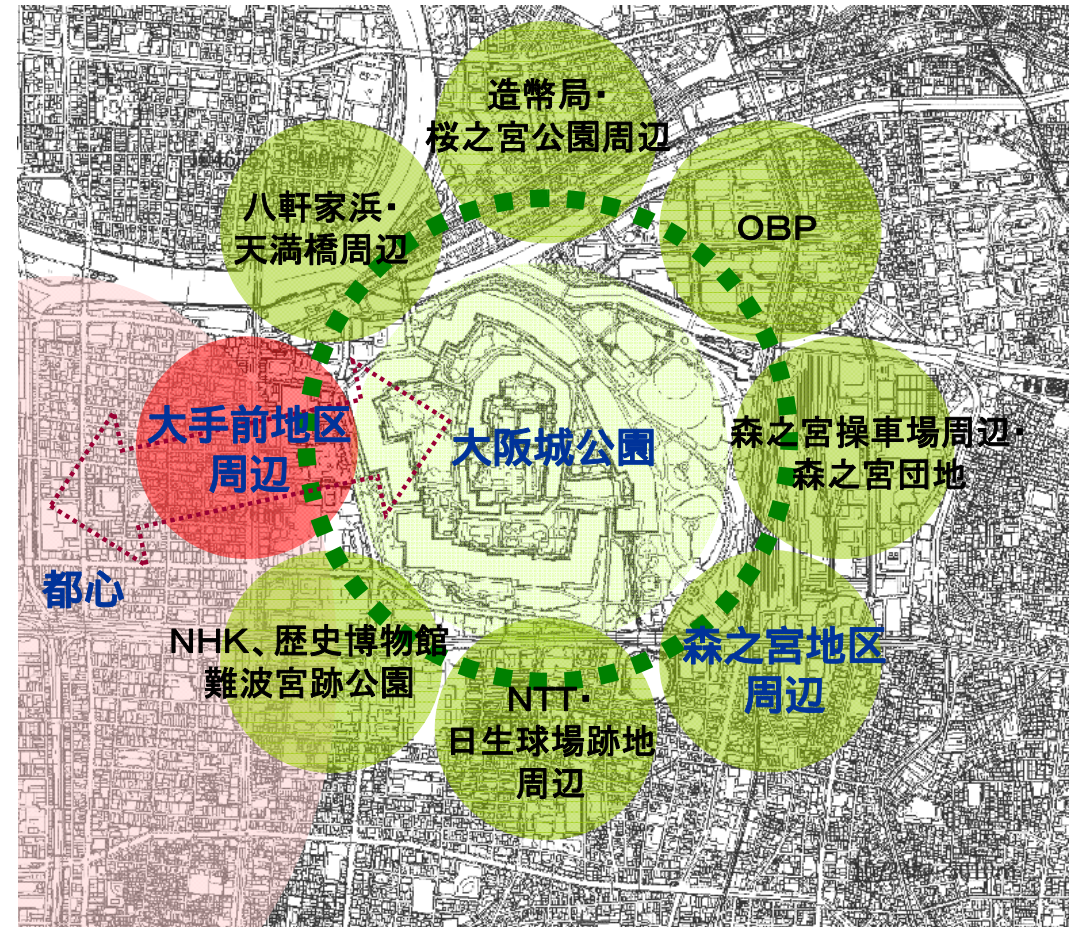 造幣局・
桜之宮公園周辺
八軒家浜・
天満橋周辺
OBP
大手前地区
周辺
大阪城公園
森之宮操車場周辺・
森之宮団地
都心
NHK、歴史博物館
難波宮跡公園
森之宮地区
周辺
NTT・
日生球場跡地
周辺